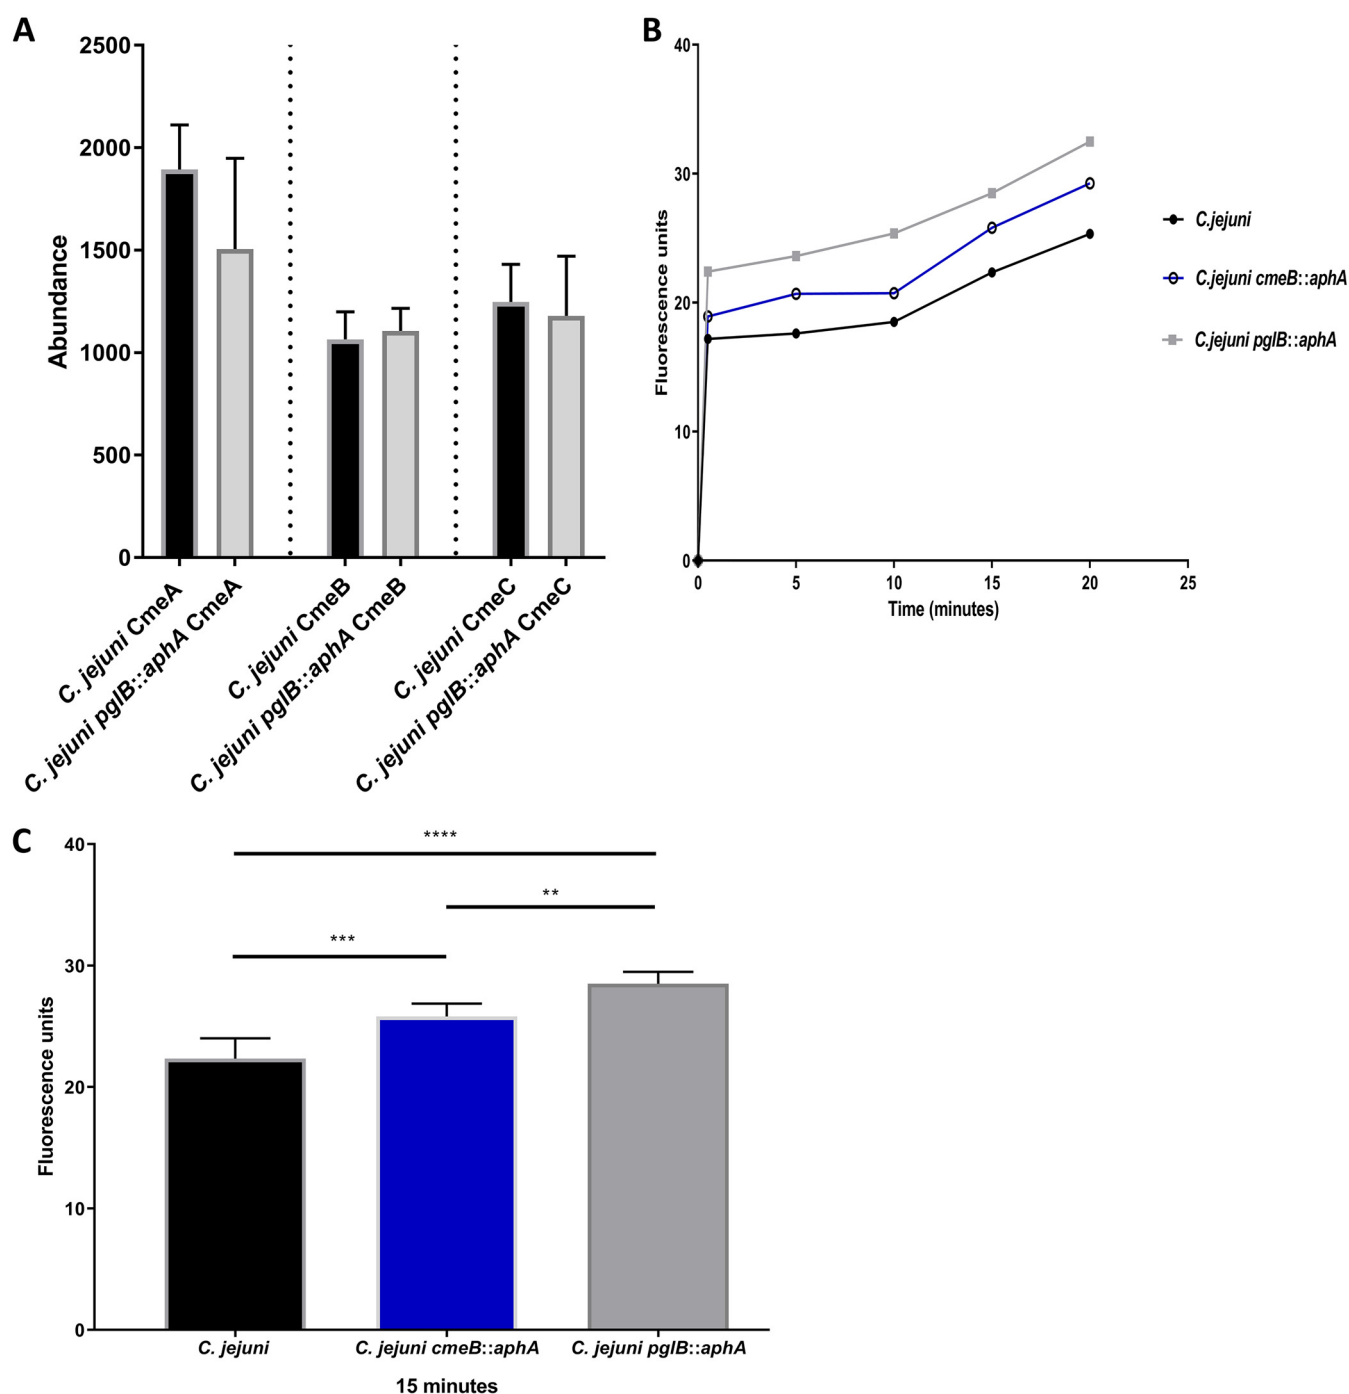 A
2500
2000
1500
1000
500
0
Abundance
C. jejuni CmeA
C. jejuni pglB::aphA CmeA
C. jejuni CmeB
C. jejuni pglB::aphA CmeB
C. jejuni CmeC
C. jejuni pglB::aphA CmeC
B
40
30
20
10
0
Fluorescence units
0 5 10 15 20 25
Time (minutes)
C.jejuni
C.jejuni cmeB::aphA
C.jejuni pglB::aphA
C
40
30
20
10
0
Fluorescence units
****
**
***
C. jejuni C. jejuni cmeB::aphA C. jejuni pglB::aphA
15 minutes